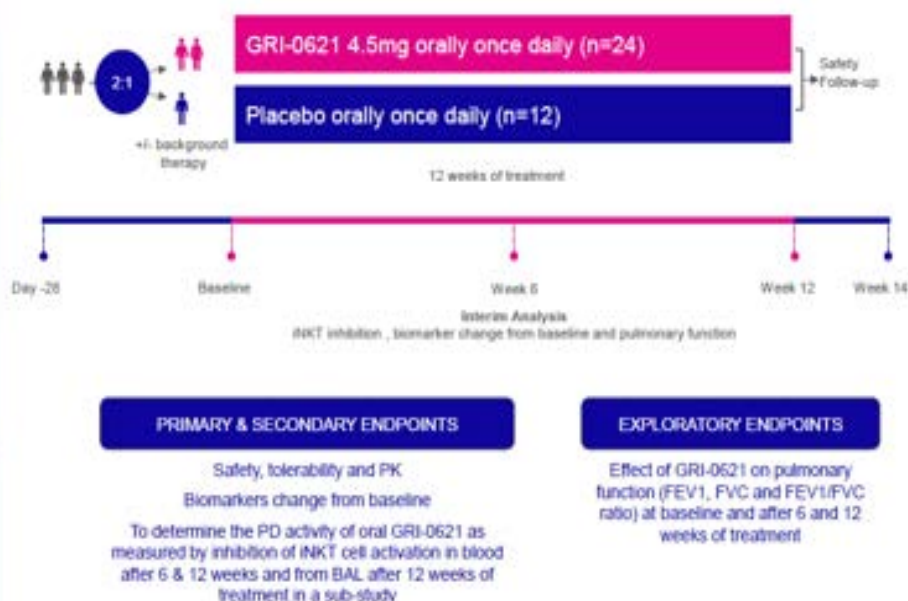 GRI-0621 4.5mg orally once daily (n=24)
2:1
Safety
Follow-up
Placebo orally once daily (n=12)
+/- background
therapy
12 weeks of treatment
Day -28
Baseline
Week 6
Week 12
Week 14
Interim Analysis
iNKT inhibition , biomarker change from baseline and pulmonary function
PRIMARY & SECONDARY ENDPOINTS
Safety, tolerability and PK
Biomarkers change from baseline
To determine the PD activity of oral GRI-0621 as
measured by inhibition of iNKT cell activation in blood
after 6 & 12 weeks and from BAL after 12 weeks of
treatment in a sub-study
EXPLORATORY ENDPOINTS
Effect of GRI-0621 on pulmonary
function (FEV1, FVC and FEV1/FVC
ratio) at baseline and after 6 and 12
weeks of treatment